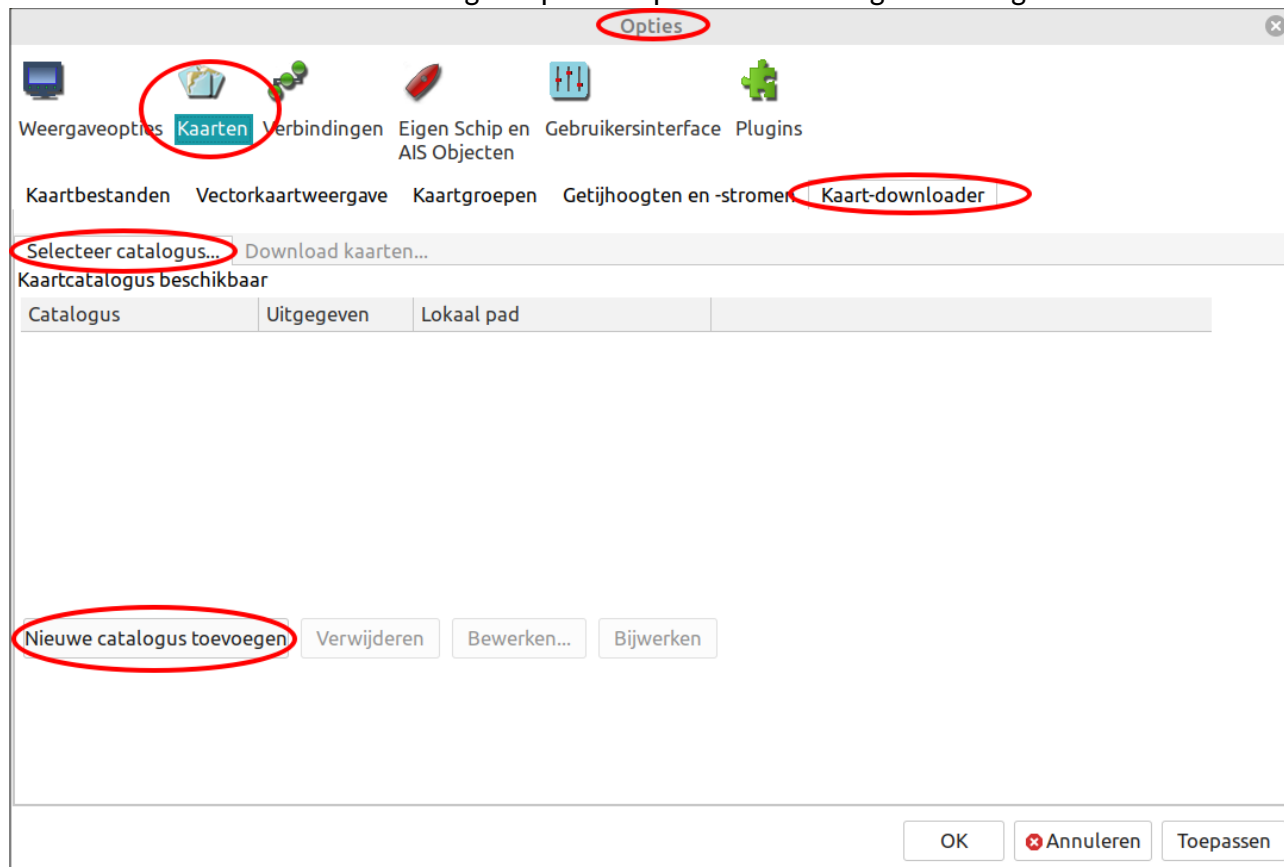 Opties
Weergaveopties Kaarten Verbindingen Eigen Schip en AIS Objecten Gebruikersinterface Plugins
Kaartbestanden Vectorkaartweergave Kaartgroepen Getijhoogten en -stromen Kaart-downloader
Selecteer catalogus... Download kaarten...
Kaartcatalogus beschikbaar
Catalogus Uitgegeven Lokaal pad
Nieuwe catalogus toevoegen Verwijderen Bewerken... Bijwerken
OK Annuleren Toepassen